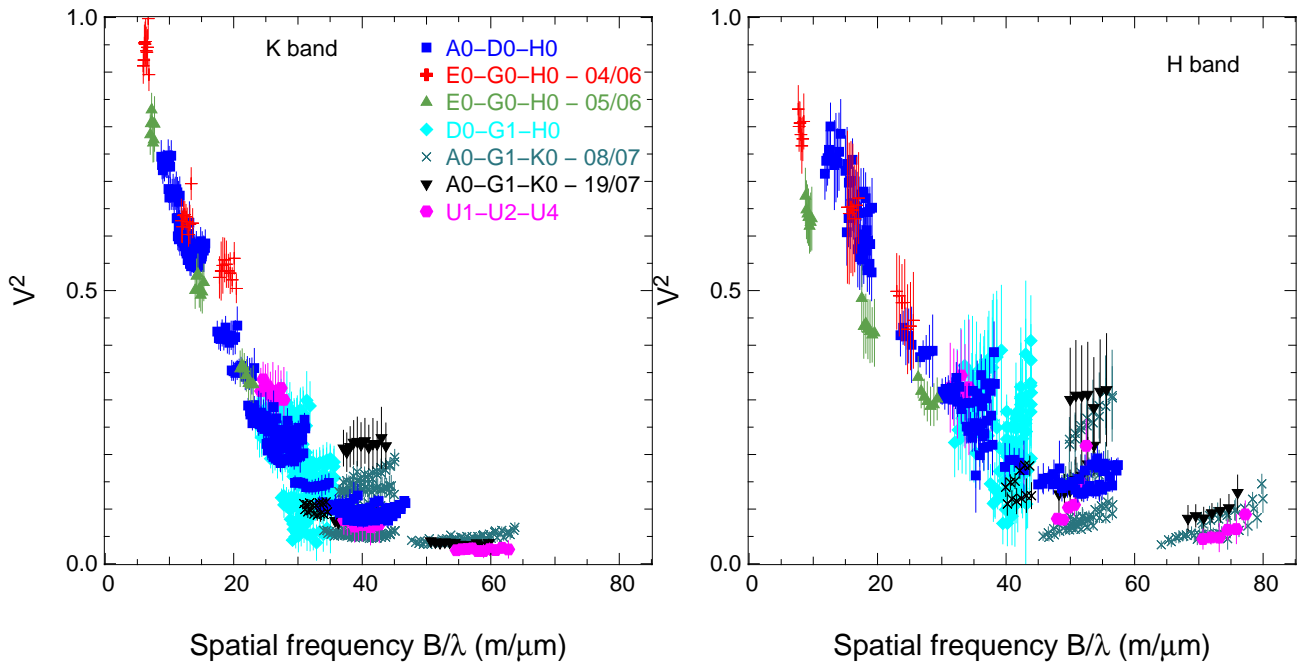 K band
A0–D0–H0
E0–G0–H0 – 04/06
E0–G0–H0 – 05/06
D0–G1–H0
A0–G1–K0 – 08/07
A0–G1–K0 – 19/07
U1–U2–U4
1.0
0.5
0.0
V²
0 20 40 60 80
Spatial frequency B/λ (m/μm)
H band
1.0
0.5
0.0
V²
0 20 40 60 80
Spatial frequency B/λ (m/μm)